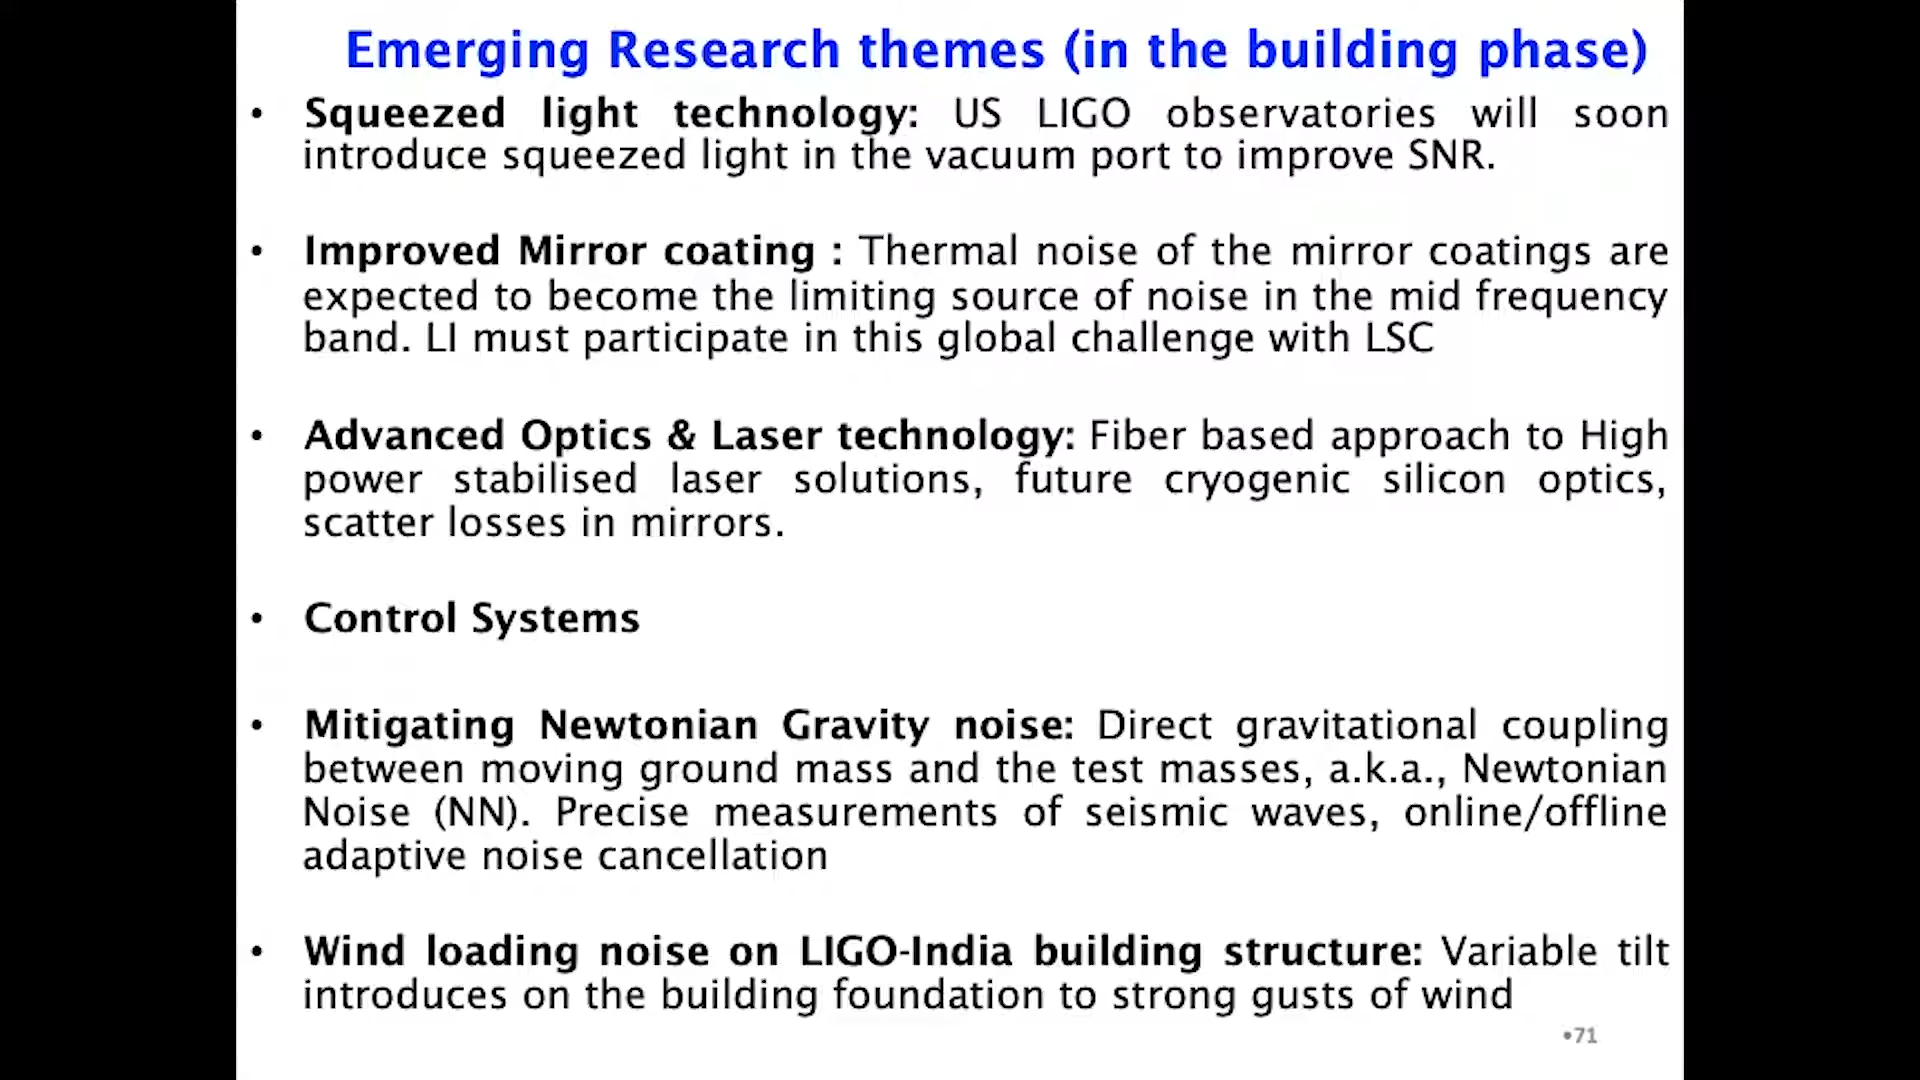 Emerging Research themes (in the building phase)
• Squeezed light technology: US LIGO observatories will soon
introduce squeezed light in the vacuum port to improve SNR.
• Improved Mirror coating : Thermal noise of the mirror coatings are
expected to become the limiting source of noise in the mid frequency
band. LI must participate in this global challenge with LSC
• Advanced Optics & Laser technology: Fiber based approach to High
power stabilised laser solutions, future cryogenic silicon optics,
scatter losses in mirrors.
• Control Systems
• Mitigating Newtonian Gravity noise: Direct gravitational coupling
between moving ground mass and the test masses, a.k.a., Newtonian
Noise (NN). Precise measurements of seismic waves, online/offline
adaptive noise cancellation
• Wind loading noise on LIGO-India building structure: Variable tilt
introduces on the building foundation to strong gusts of wind
•71